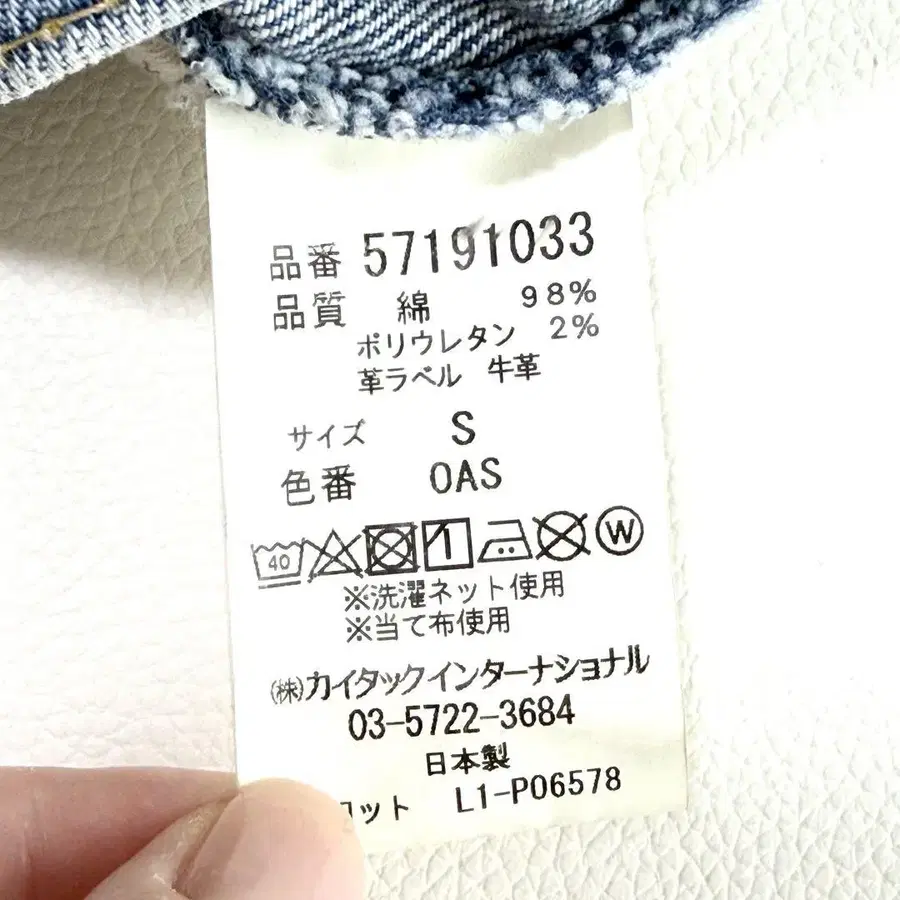 品番 57191033
品質 綿 98%
ポリウレタン 2%
革ラベル 牛革
サイズ S
色番 OAS
40 1 W
※洗濯ネット使用
※当て布使用
(株)カイタックインターナショナル
03-5722-3684
日本製
ロット L1-P06578